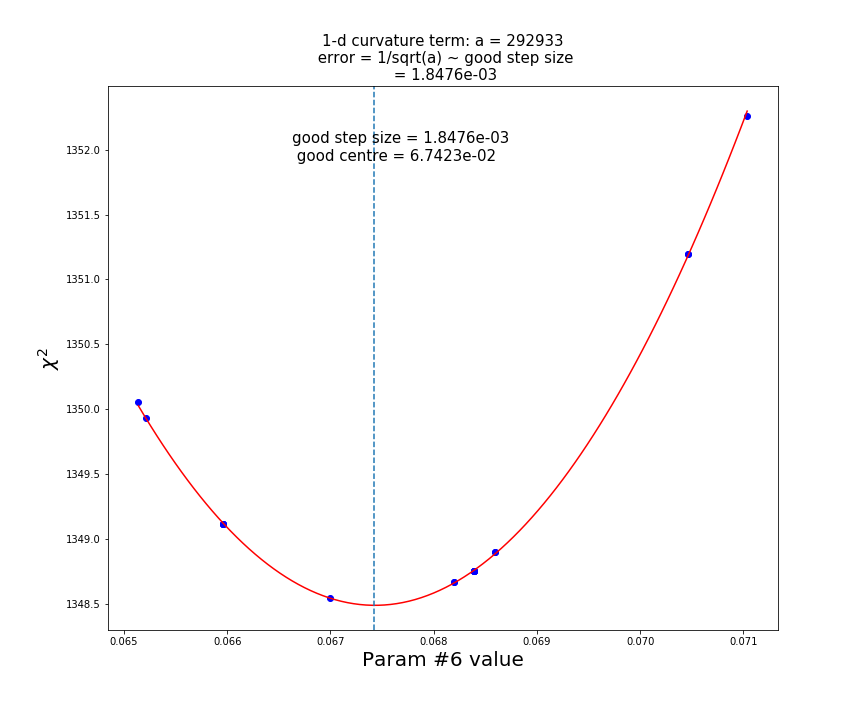 1-d curvature term: a = 292933
error = 1/sqrt(a) ~ good step size
= 1.8476e-03
good step size = 1.8476e-03
good centre = 6.7423e-02
1352.0
1351.5
1351.0
1350.5
1350.0
1349.5
1349.0
1348.5
χ²
0.065 0.066 0.067 0.068 0.069 0.070 0.071
Param #6 value